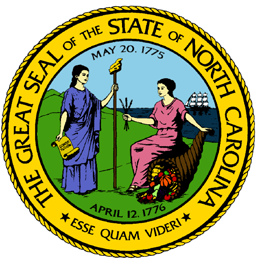 THE GREAT SEAL OF THE STATE OF NORTH CAROLINA
MAY 20, 1775
APRIL 12, 1776
★ ESSE QUAM VIDERI ★